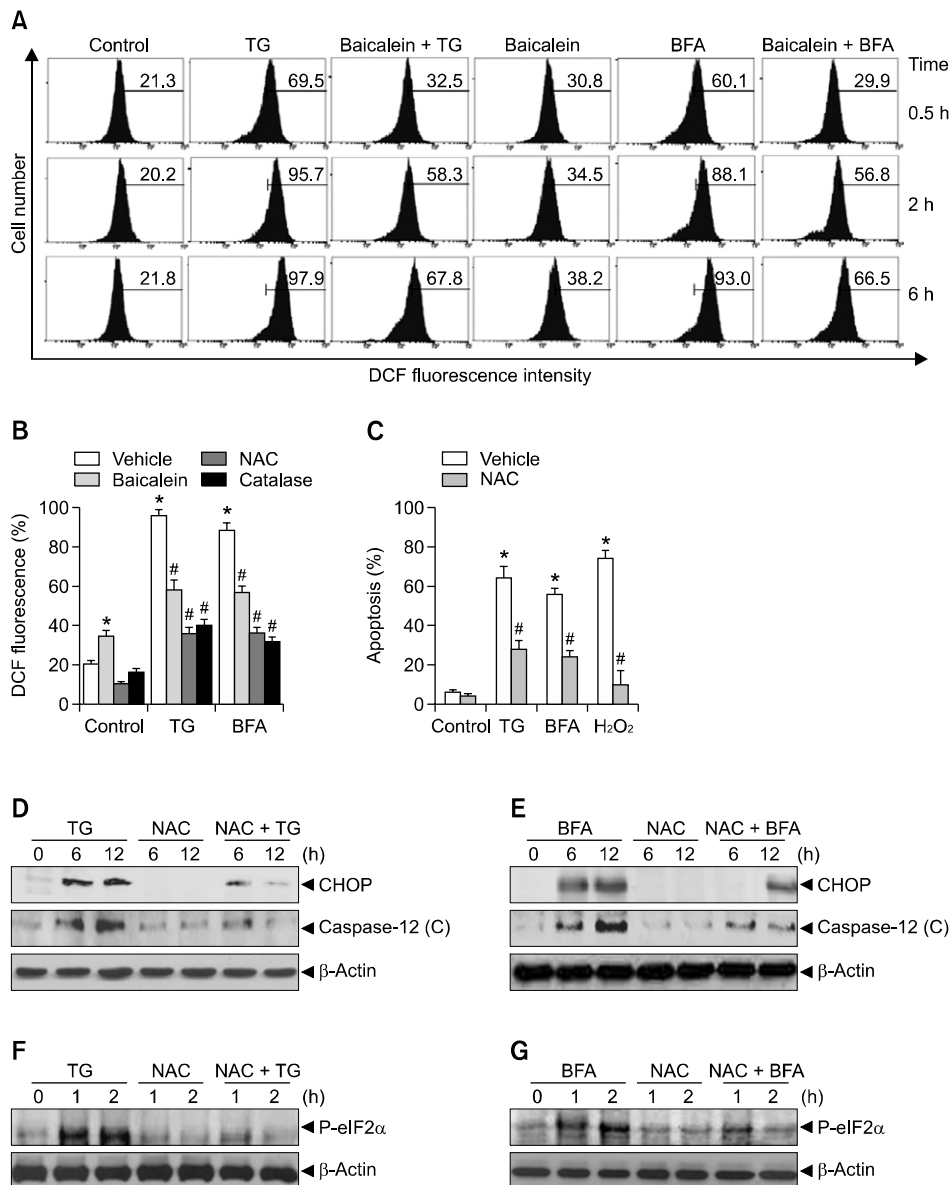 A
Control TG Baicalein + TG Baicalein BFA Baicalein + BFA Time
21.3 69.5 32.5 30.8 60.1 29.9 0.5 h
20.2 95.7 58.3 34.5 88.1 56.8 2 h
21.8 97.9 67.8 38.2 93.0 66.5 6 h
Cell number
DCF fluorescence intensity
B
Vehicle NAC
Baicalein Catalase
DCF fluorescence (%)
100
80
60
40
20
0
* * # # # * # # #
Control TG BFA
C
Vehicle
NAC
Apoptosis (%)
100
80
60
40
20
0
* # * # * #
Control TG BFA H₂O₂
D
TG NAC NAC + TG
0 6 12 6 12 6 12 (h)
CHOP
Caspase-12 (C)
β-Actin
E
BFA NAC NAC + BFA
0 6 12 6 12 6 12 (h)
CHOP
Caspase-12 (C)
β-Actin
F
TG NAC NAC + TG
0 1 2 1 2 1 2 (h)
P-eIF2α
β-Actin
G
BFA NAC NAC + BFA
0 1 2 1 2 1 2 (h)
P-eIF2α
β-Actin